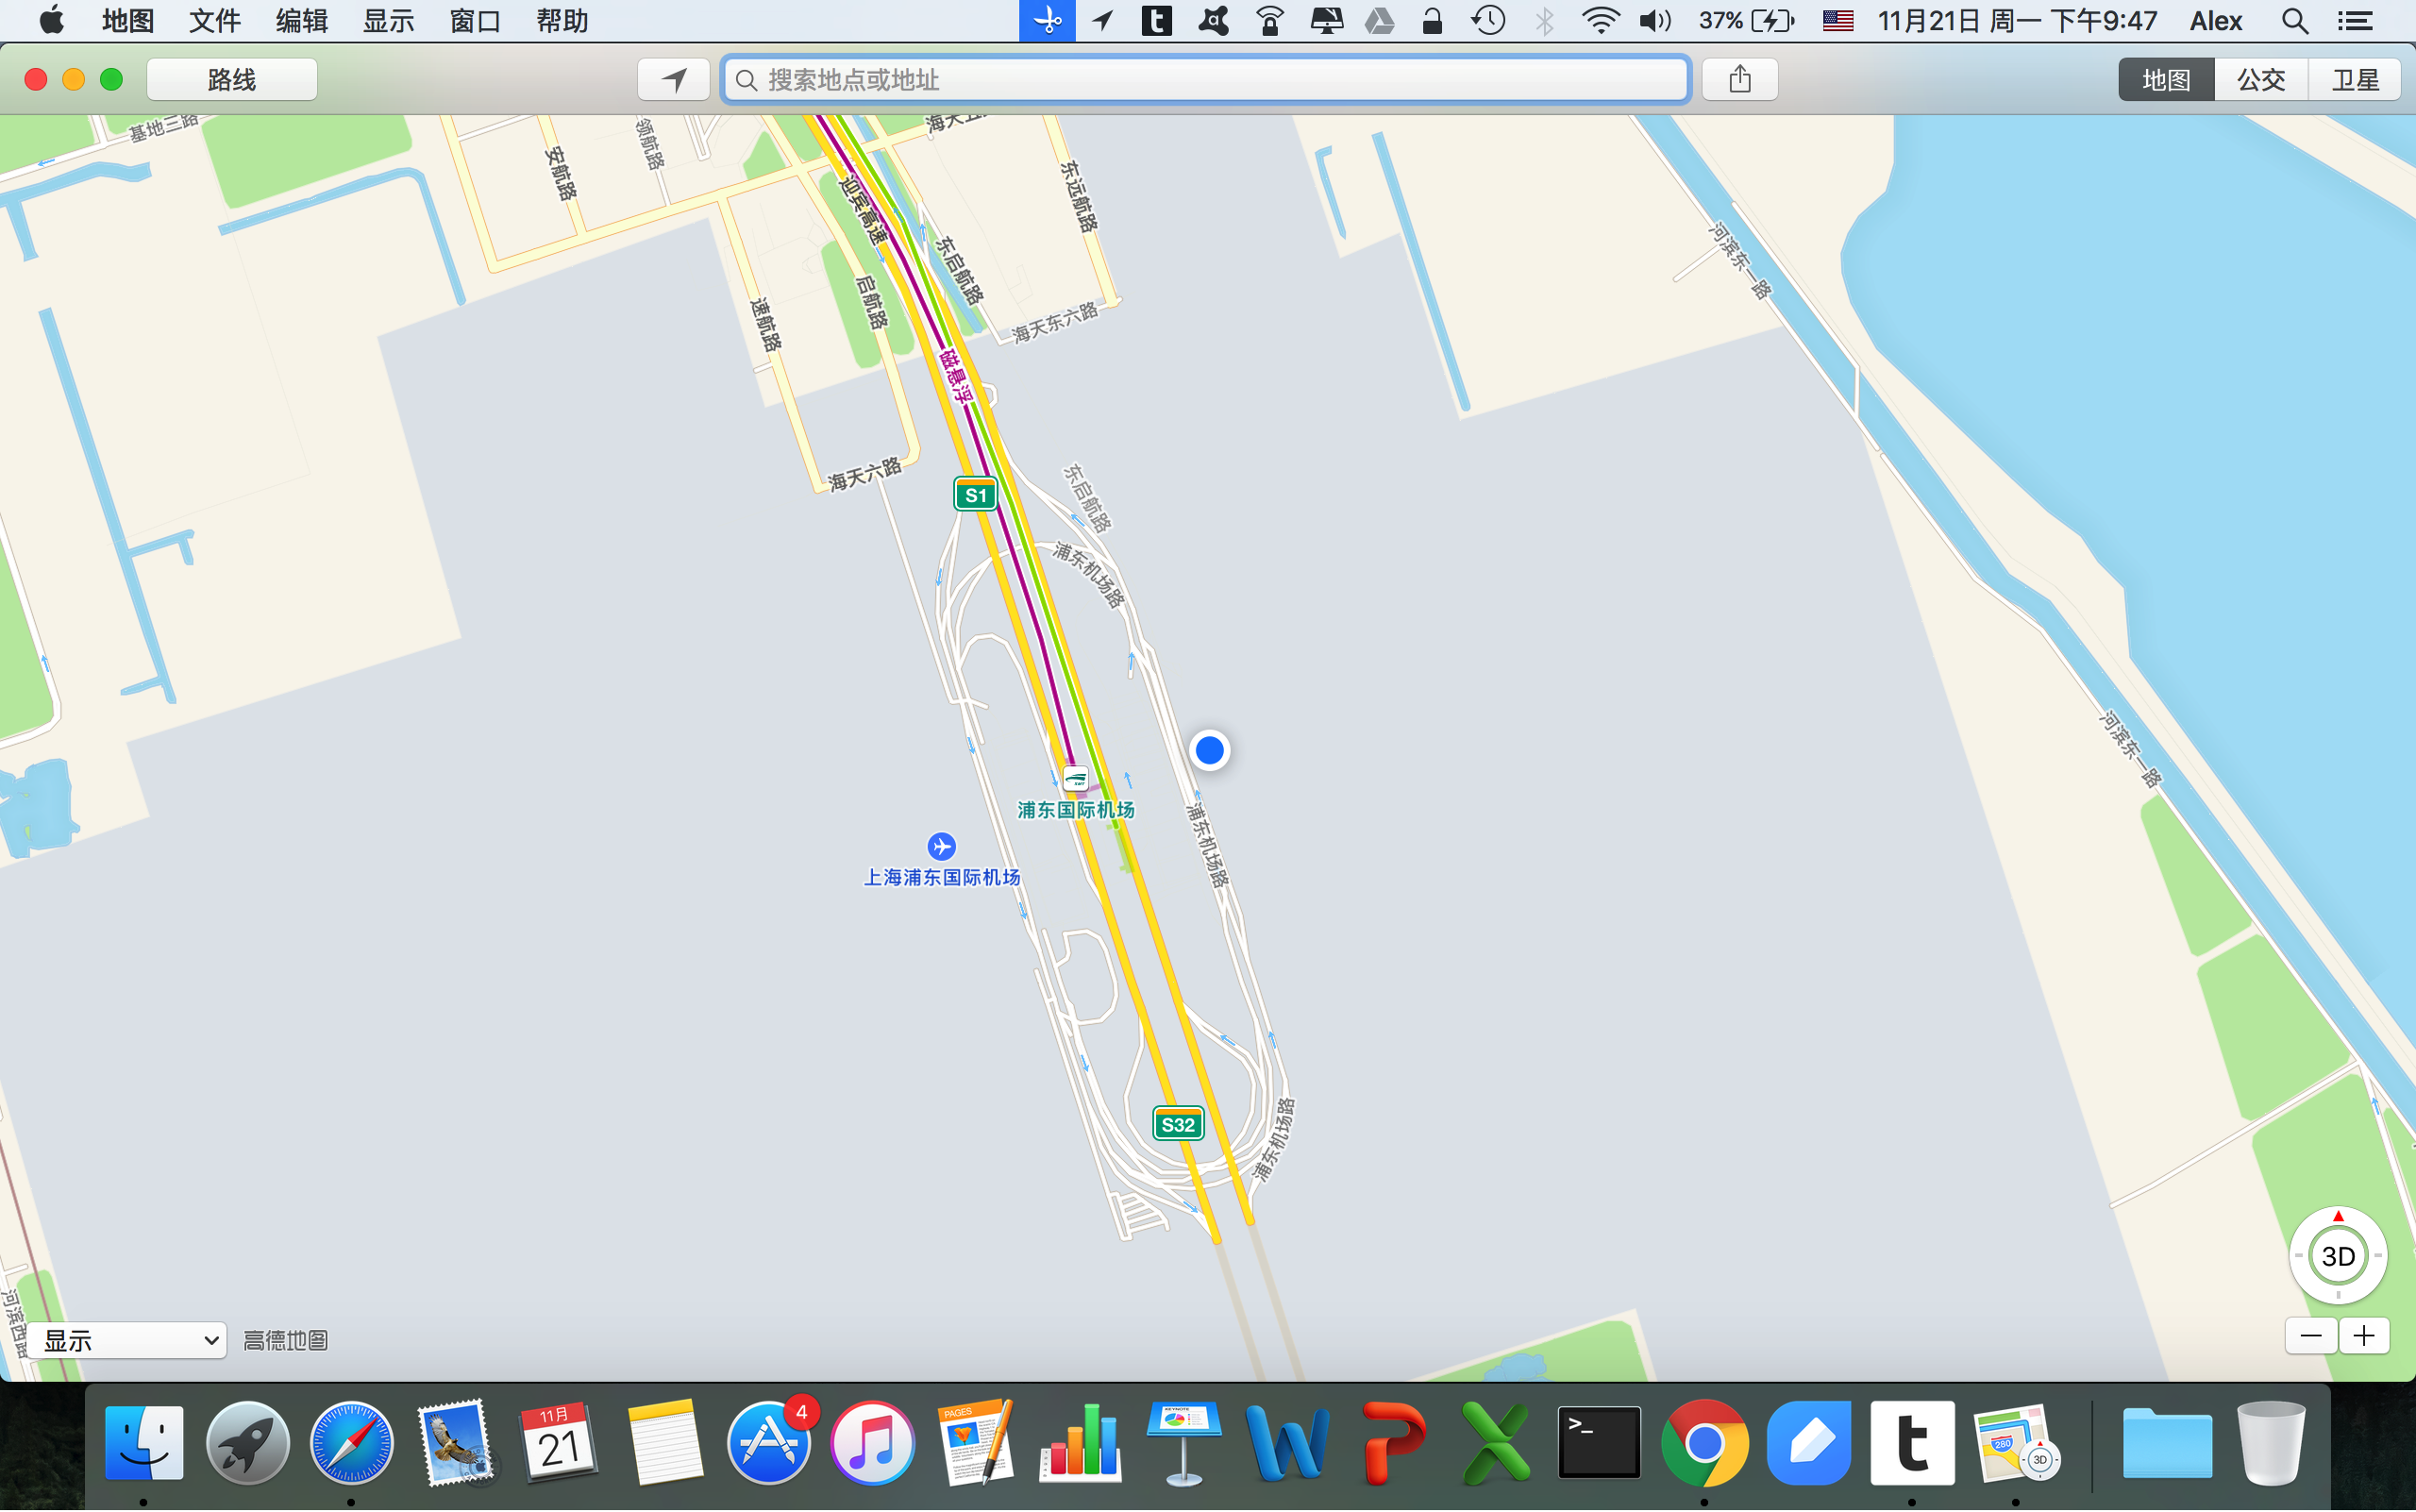 地图 文件 编辑 显示 窗口 帮助 37% 11月21日 周一 下午9:47 Alex
路线 搜索地点或地址 地图 公交 卫星
基地三路
安航路
领航路
迎宾高速
东远航路
东启航路
海天东六路
启航路
速航路
磁悬浮
海天六路
S1
东启航路
浦东机场路
浦东国际机场
上海浦东国际机场
浦东机场路
S32
浦东机场路
河滨东一路
河滨东一路
河滨西路
3D
显示 高德地图
11月
21
4
PAGES
KEYNOTE
W P X
>_
t
280
3D